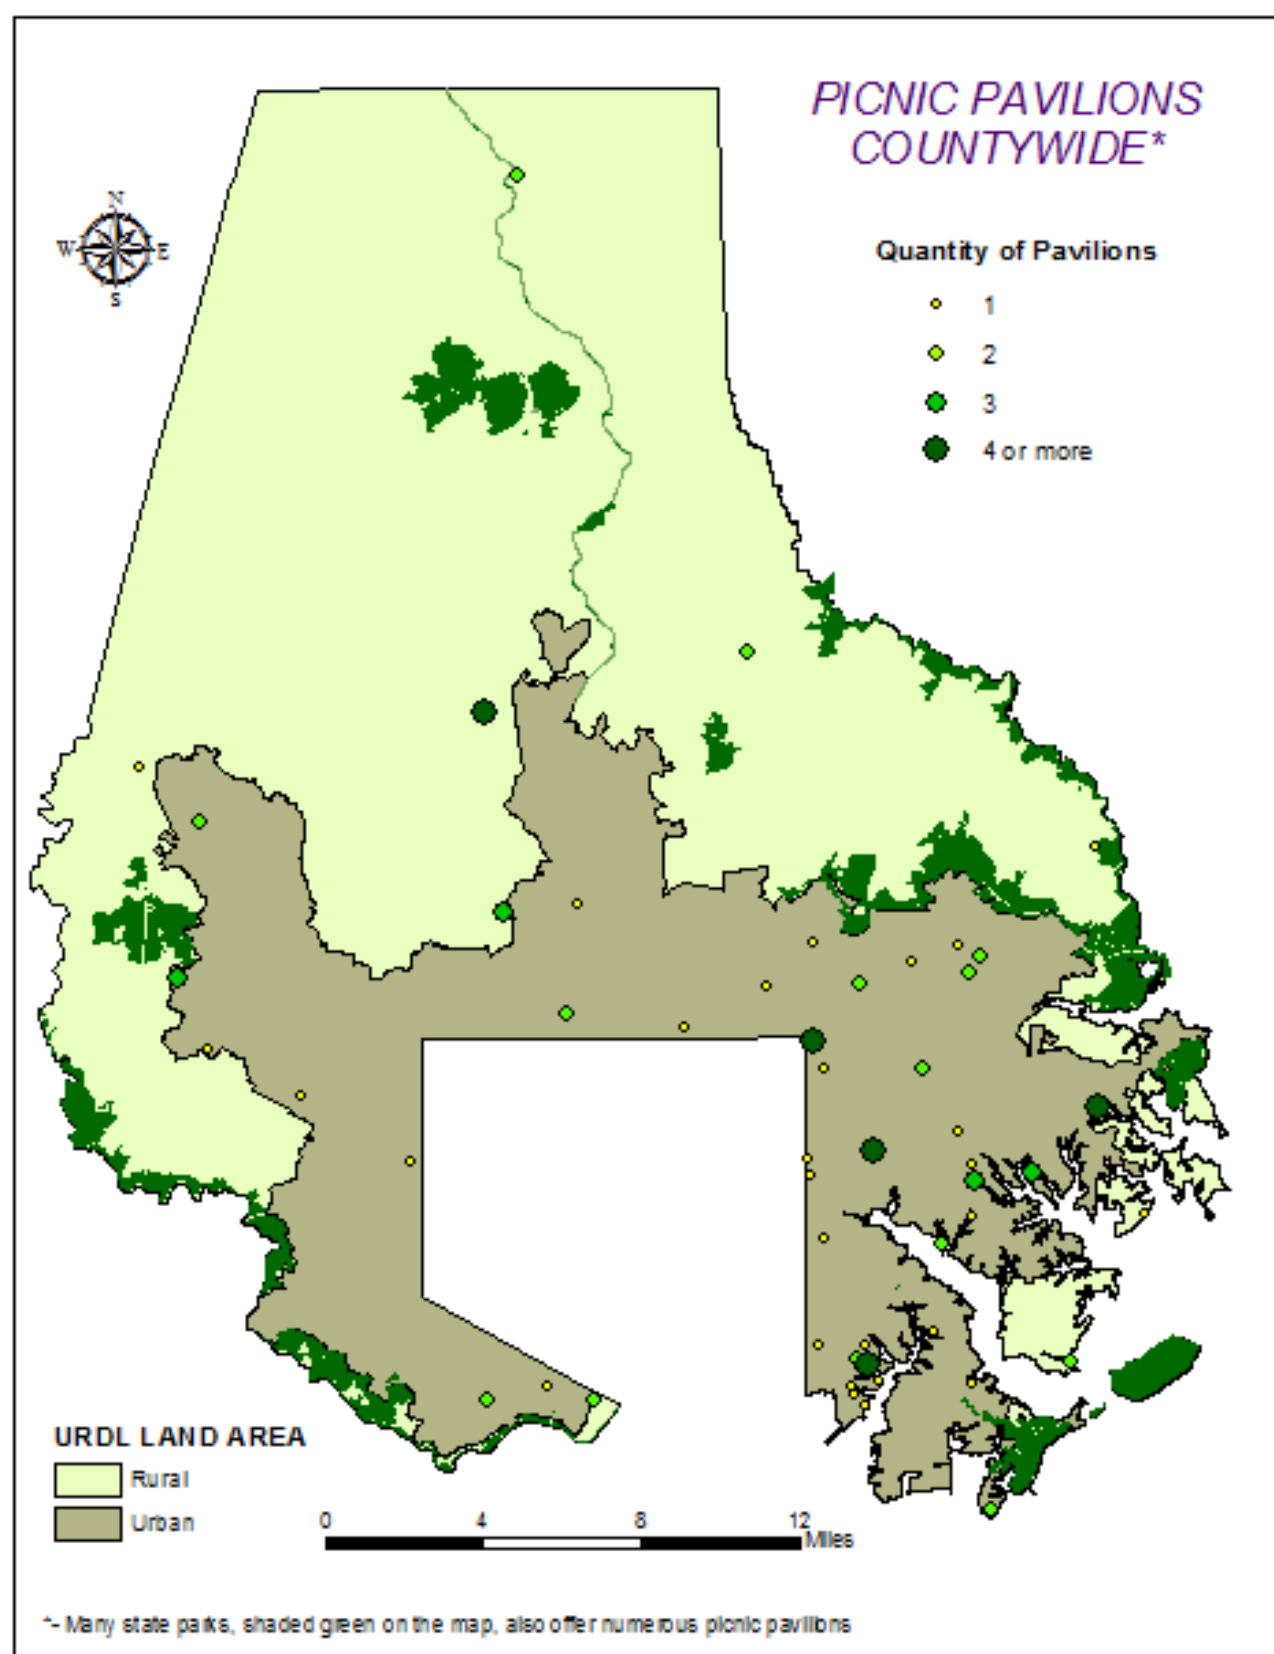 PICNIC PAVILIONS
COUNTYWIDE*
N
W
E
S
Quantity of Pavilions
1
2
3
4 or more
URDL LAND AREA
Rural
Urban
0 4 8 12
Miles
*- Many state parks, shaded green on the map, also offer numerous picnic pavilions